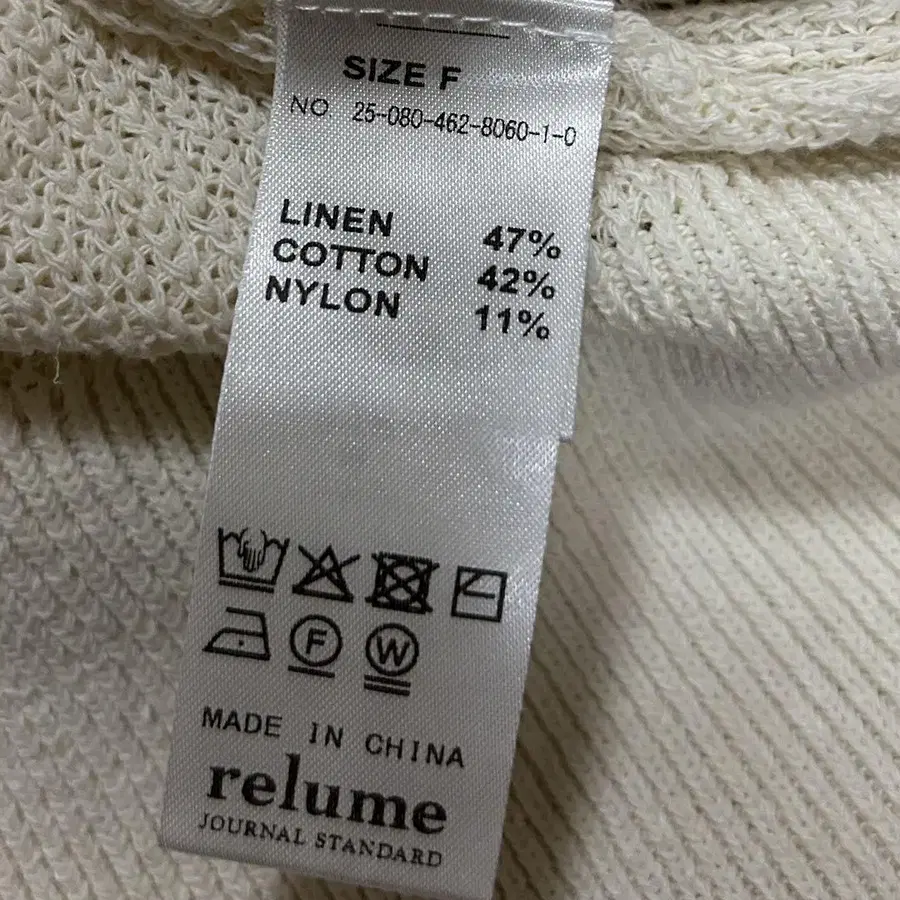 SIZE F
NO 25-080-462-8060-1-0
LINEN 47%
COTTON 42%
NYLON 11%
F W
MADE IN CHINA
relume
JOURNAL STANDARD